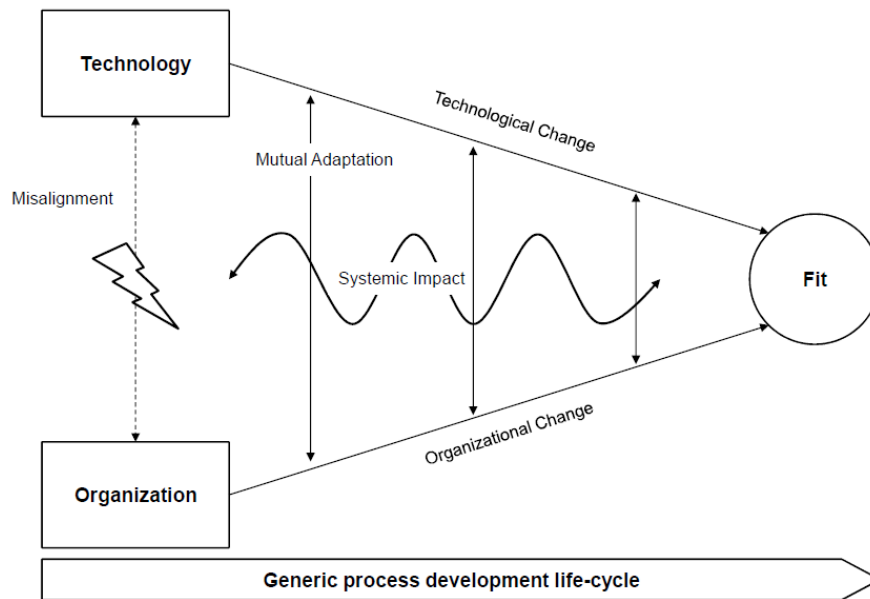 Technology
Technological Change
Mutual Adaptation
Misalignment
Systemic Impact
Fit
Organizational Change
Organization
Generic process development life-cycle